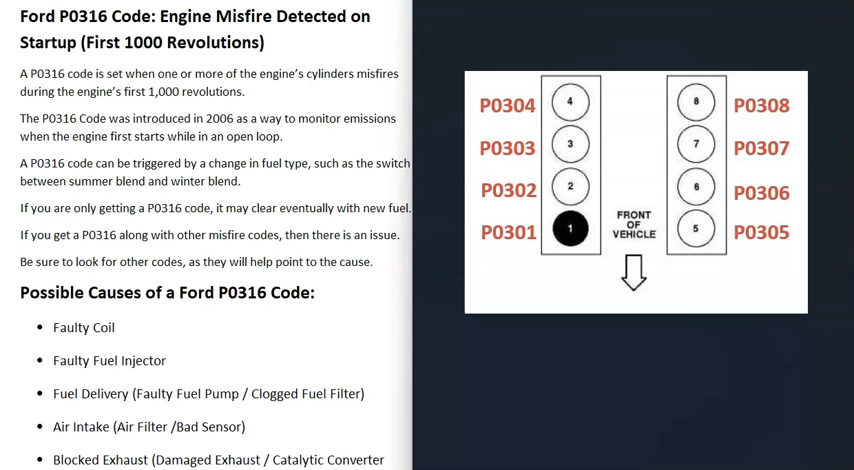 Ford P0316 Code: Engine Misfire Detected on
Startup (First 1000 Revolutions)
A P0316 code is set when one or more of the engine's cylinders misfires
during the engine's first 1,000 revolutions.
The P0316 Code was introduced in 2006 as a way to monitor emissions
when the engine first starts while in an open loop.
A P0316 code can be triggered by a change in fuel type, such as the switch
between summer blend and winter blend.
If you are only getting a P0316 code, it may clear eventually with new fuel.
If you get a P0316 along with other misfire codes, then there is an issue.
Be sure to look for other codes, as they will help point to the cause.
Possible Causes of a Ford P0316 Code:
• Faulty Coil
• Faulty Fuel Injector
• Fuel Delivery (Faulty Fuel Pump / Clogged Fuel Filter)
• Air Intake (Air Filter /Bad Sensor)
• Blocked Exhaust (Damaged Exhaust / Catalytic Converter
P0304 4 8 P0308
P0303 3 7 P0307
P0302 2 6 P0306
P0301 1 5 P0305
FRONT
OF
VEHICLE